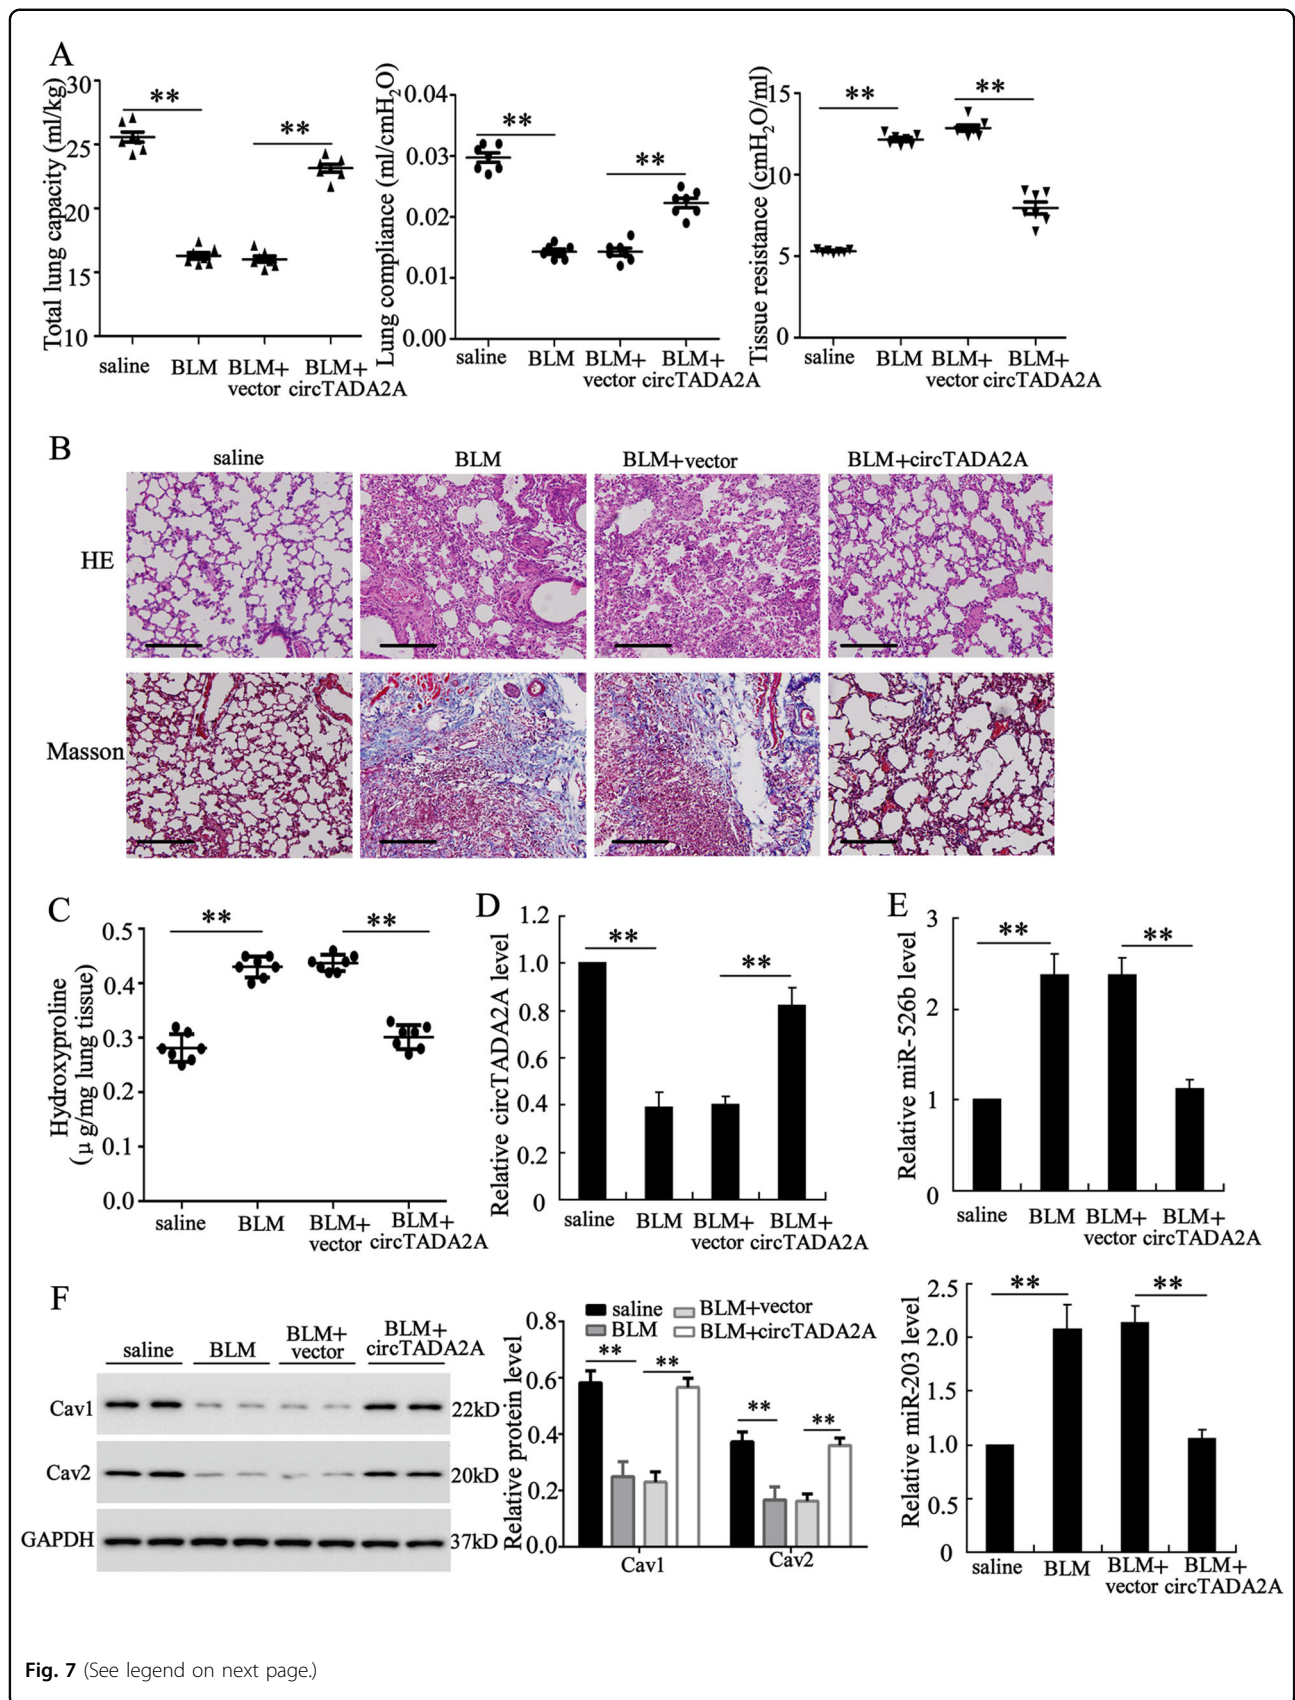 A
Total lung capacity (ml/kg)
30
25
20
15
10
**
**
saline
BLM
BLM+
vector
BLM+
circTADA2A
Lung compliance (ml/cmH2O)
0.04
0.03
0.02
0.01
0.00
**
**
saline
BLM
BLM+
vector
BLM+
circTADA2A
Tissue resistance (cmH2O/ml)
15
10
5
0
**
**
saline
BLM
BLM+
vector
BLM+
circTADA2A
B
saline
BLM
BLM+vector
BLM+circTADA2A
HE
Masson
C
Hydroxyproline
(μ g/mg lung tissue)
0.5
0.4
0.3
0.2
0.1
0.0
**
**
saline
BLM
BLM+
vector
BLM+
circTADA2A
D
Relative circTADA2A level
1.2
1.0
0.8
0.6
0.4
0.2
0
**
**
saline
BLM
BLM+
vector
BLM+
circTADA2A
E
Relative miR-526b level
3
2
1
0
**
**
saline
BLM
BLM+
vector
BLM+
circTADA2A
Relative miR-203 level
2.5
2.0
1.5
1.0
0.5
0
**
**
saline
BLM
BLM+
vector
BLM+
circTADA2A
F
saline
BLM
BLM+
vector
BLM+
circTADA2A
Cav1
22kD
Cav2
20kD
GAPDH
37kD
saline
BLM
BLM+vector
BLM+circTADA2A
Relative protein level
0.8
0.6
0.4
0.2
0.0
**
**
**
**
Cav1
Cav2
Fig. 7 (See legend on next page.)